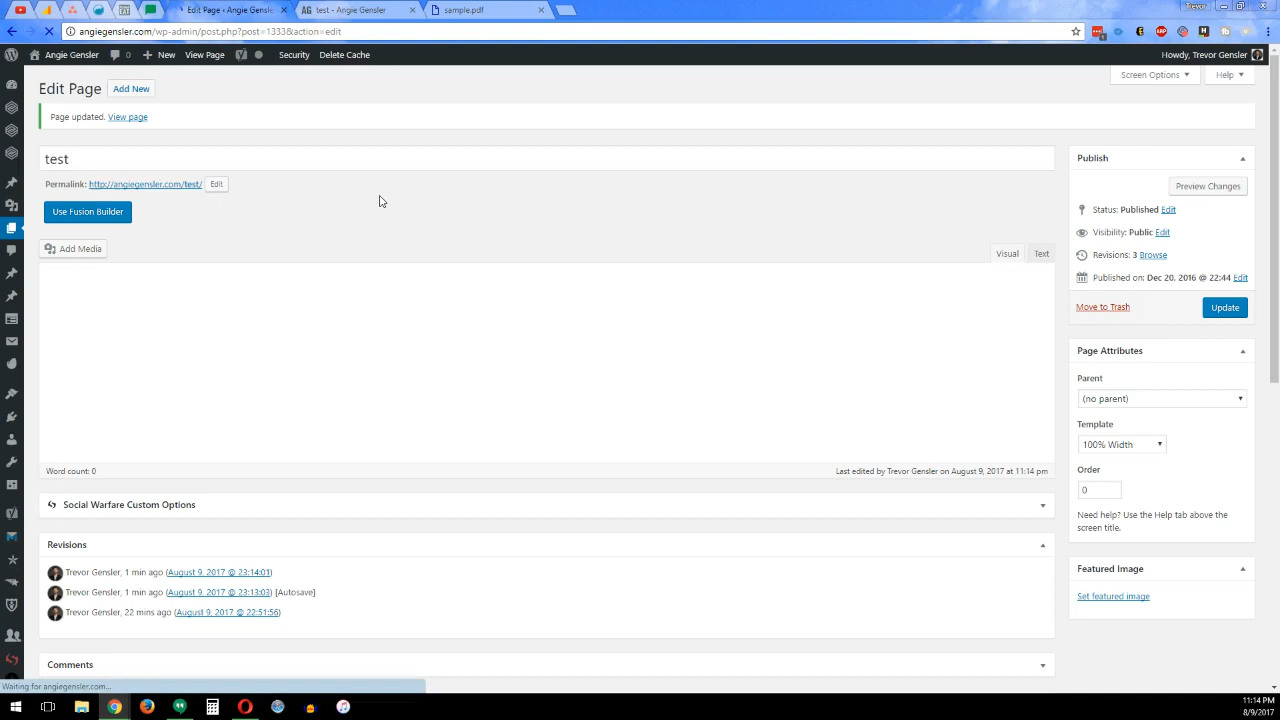 Edit Page ‹ Angie Gensle
test - Angie Gensler
sample.pdf
Trevor
angiegensler.com/wp-admin/post.php?post=1333&action=edit
Angie Gensler
0
New
View Page
Security
Delete Cache
Howdy, Trevor Gensler
Edit Page
Add New
Screen Options
Help
Page updated. View page
test
Permalink: http://angiegensler.com/test/
Edit
Use Fusion Builder
Add Media
Visual
Text
Word count: 0
Last edited by Trevor Gensler on August 9, 2017 at 11:14 pm
Social Warfare Custom Options
Revisions
Trevor Gensler, 1 min ago (August 9, 2017 @ 23:14:01)
Trevor Gensler, 1 min ago (August 9, 2017 @ 23:13:03) [Autosave]
Trevor Gensler, 22 mins ago (August 9, 2017 @ 22:51:56)
Comments
Publish
Preview Changes
Status: Published Edit
Visibility: Public Edit
Revisions: 3 Browse
Published on: Dec 20, 2016 @ 22:44 Edit
Move to Trash
Update
Page Attributes
Parent
(no parent)
Template
100% Width
Order
0
Need help? Use the Help tab above the
screen title.
Featured Image
Set featured image
Waiting for angiegensler.com...
11:14 PM
8/9/2017